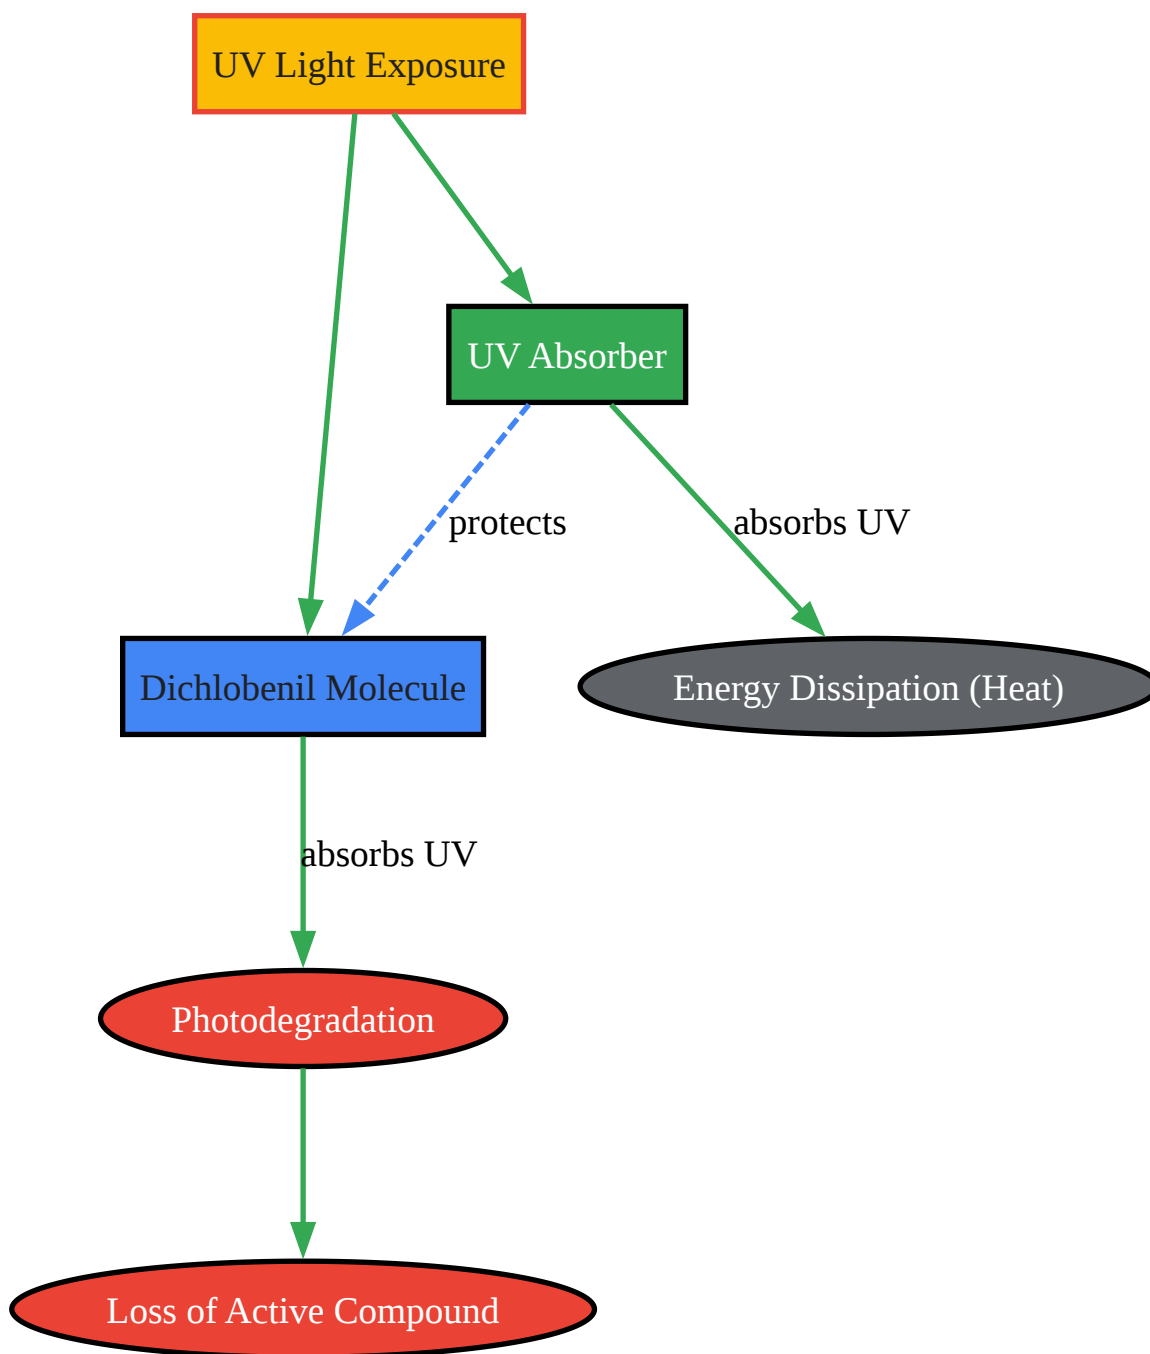 UV Light Exposure
UV Absorber
protects
absorbs UV
Dichlobenil Molecule
Energy Dissipation (Heat)
absorbs UV
Photodegradation
Loss of Active Compound